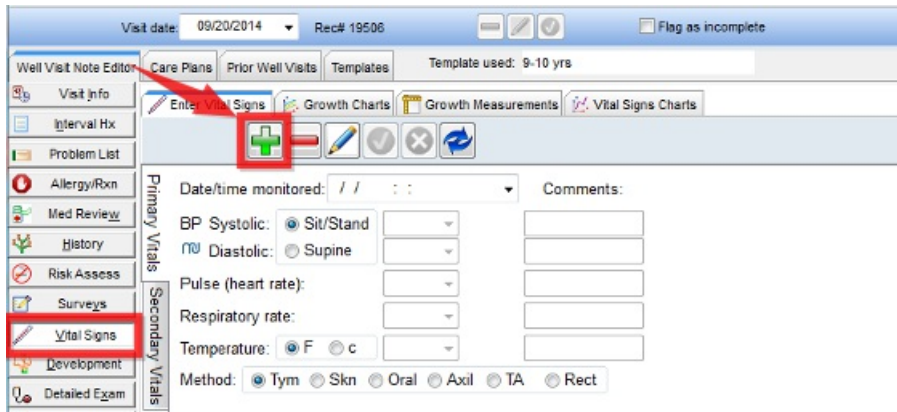 Visit date: 09/20/2014 Rec# 19506 Flag as incomplete
Well Visit Note Editor Care Plans Prior Well Visits Templates Template used: 9-10 yrs
Visit Info
Interval Hx
Problem List
Allergy/Rxn
Med Review
History
Risk Assess
Surveys
Vital Signs
Development
Detailed Exam
Enter Vital Signs Growth Charts Growth Measurements Vital Signs Charts
Primary Vitals
Secondary Vitals
Date/time monitored: / / : : Comments:
BP Systolic: Sit/Stand
Diastolic: Supine
Pulse (heart rate):
Respiratory rate:
Temperature: F c
Method: Tym Skn Oral Axil TA Rect